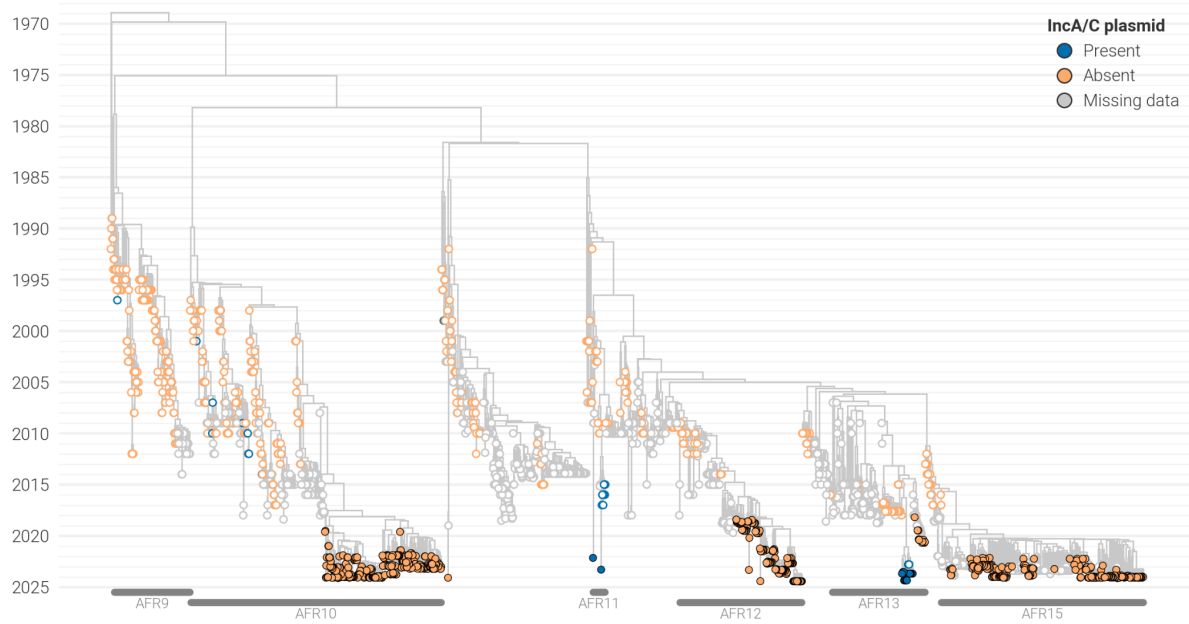 IncA/C plasmid
Present
Absent
Missing data
1970
1975
1980
1985
1990
1995
2000
2005
2010
2015
2020
2025
AFR9
AFR10
AFR11
AFR12
AFR13
AFR15